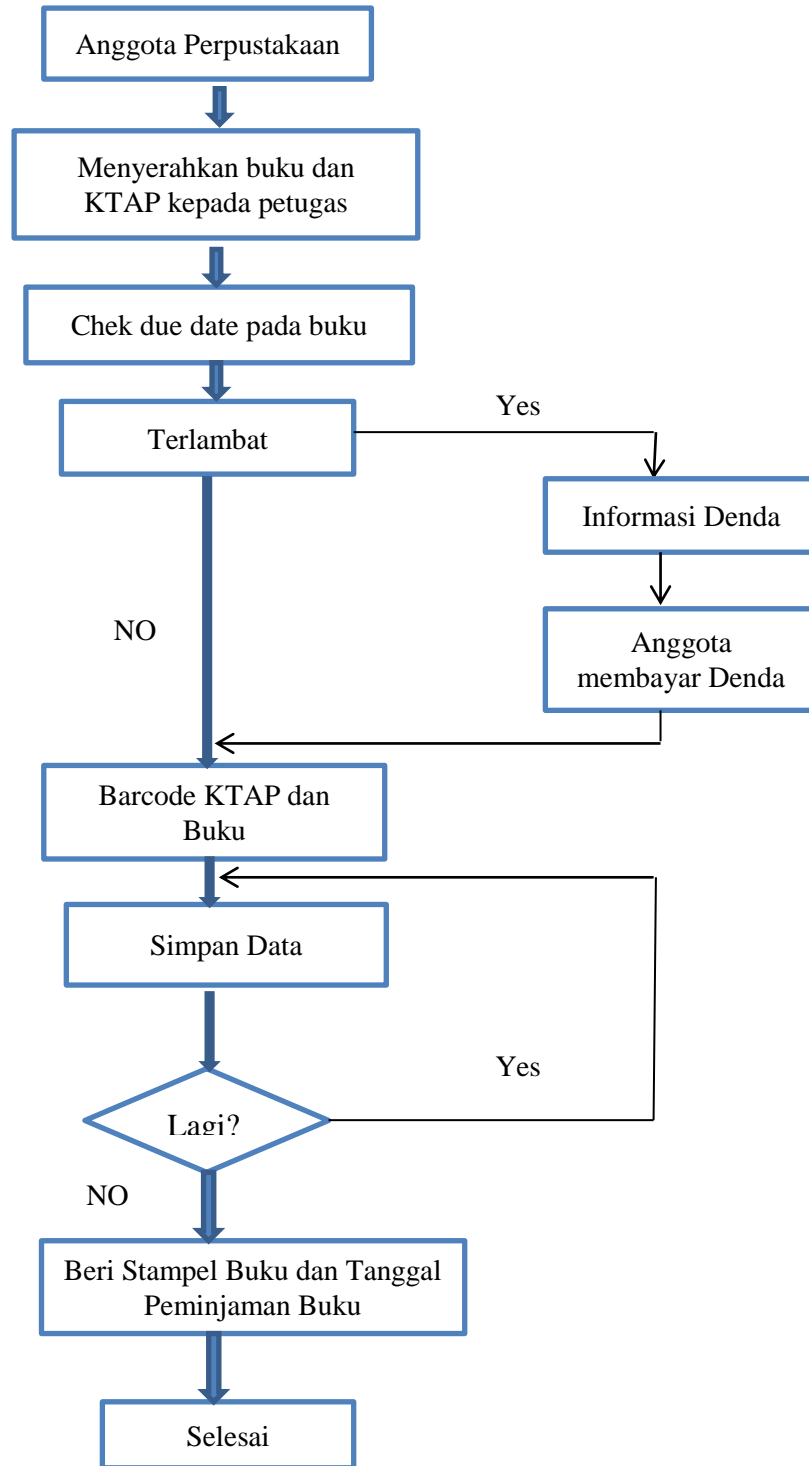 Anggota Perpustakaan
Menyerahkan buku dan
KTAP kepada petugas
Chek due date pada buku
Terlambat
Yes
Informasi Denda
Anggota
membayar Denda
NO
Barcode KTAP dan
Buku
Simpan Data
Yes
Lagi?
NO
Beri Stampel Buku dan Tanggal
Peminjaman Buku
Selesai